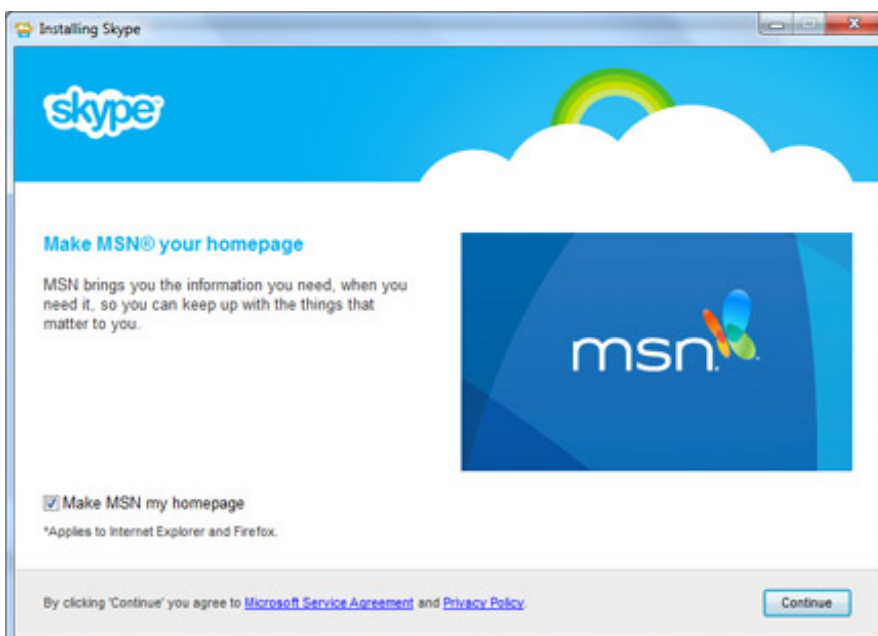 Installing Skype
skype
Make MSN® your homepage
MSN brings you the information you need, when you
need it, so you can keep up with the things that
matter to you.
msn
Make MSN my homepage
*Applies to Internet Explorer and Firefox.
By clicking 'Continue' you agree to Microsoft Service Agreement and Privacy Policy.
Continue